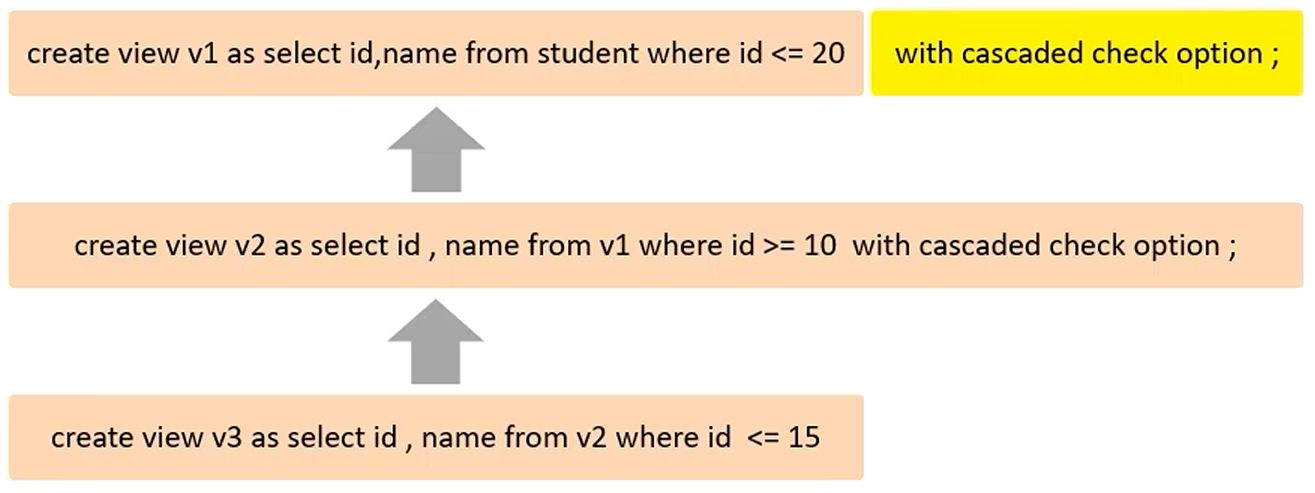 create view v1 as select id,name from student where id <= 20 with cascaded check option ;
create view v2 as select id , name from v1 where id >= 10 with cascaded check option ;
create view v3 as select id , name from v2 where id <= 15